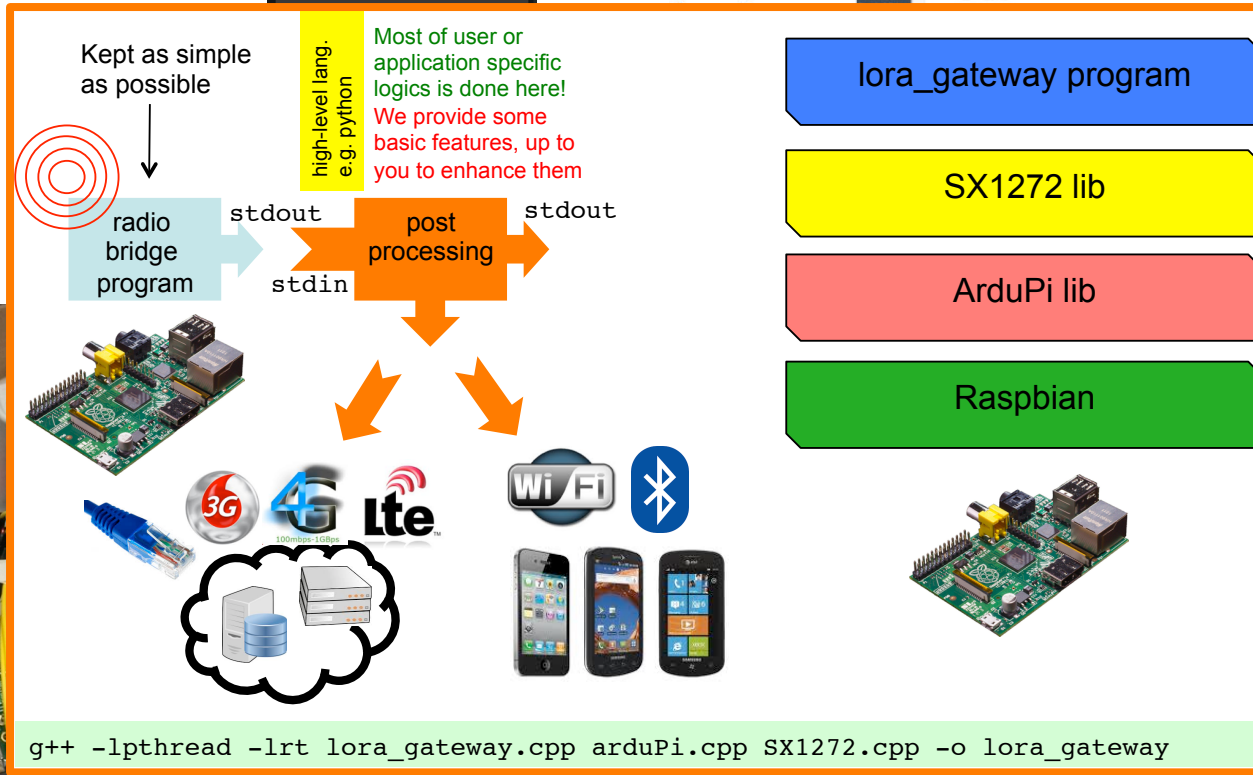 Kept as simple
as possible
high-level lang.
e.g. python
Most of user or
application specific
logics is done here!
We provide some
basic features, up to
you to enhance them
radio
bridge
program
stdout
stdin
post
processing
stdout
3G
4G
100mbps-1GBps
Lte
Wi Fi
lora_gateway program
SX1272 lib
ArduPi lib
Raspbian
g++ -lpthread -lrt lora_gateway.cpp arduPi.cpp SX1272.cpp -o lora_gateway